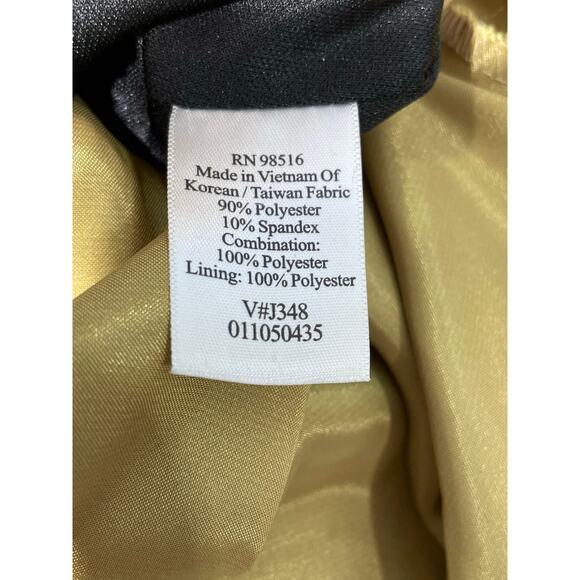 RN 98516
Made in Vietnam Of
Korean / Taiwan Fabric
90% Polyester
10% Spandex
Combination:
100% Polyester
Lining: 100% Polyester
V#J348
011050435